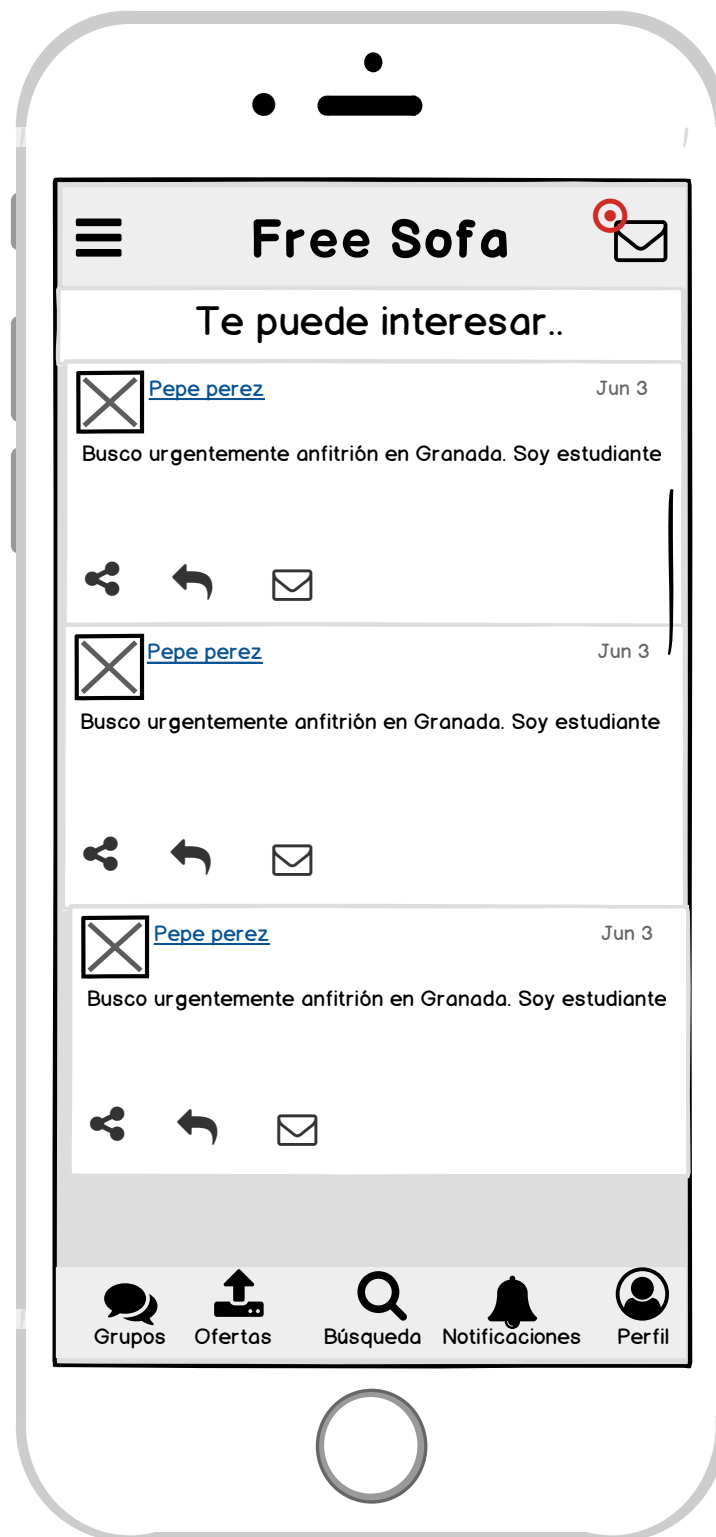 Free Sofa
Te puede interesar..
Pepe perez
Jun 3
Busco urgentemente anfitrión en Granada. Soy estudiante
Pepe perez
Jun 3
Busco urgentemente anfitrión en Granada. Soy estudiante
Pepe perez
Jun 3
Busco urgentemente anfitrión en Granada. Soy estudiante
Grupos
Ofertas
Búsqueda
Notificaciones
Perfil